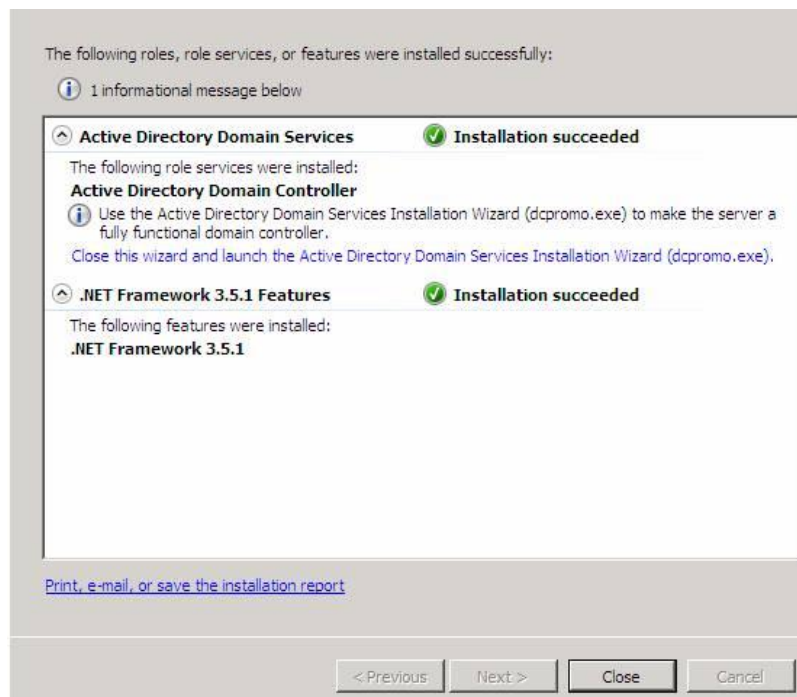 The following roles, role services, or features were installed successfully:
1 informational message below
Active Directory Domain Services Installation succeeded
The following role services were installed:
Active Directory Domain Controller
Use the Active Directory Domain Services Installation Wizard (dcpromo.exe) to make the server a
fully functional domain controller.
Close this wizard and launch the Active Directory Domain Services Installation Wizard (dcpromo.exe).
.NET Framework 3.5.1 Features Installation succeeded
The following features were installed:
.NET Framework 3.5.1
Print, e-mail, or save the installation report
< Previous Next > Close Cancel